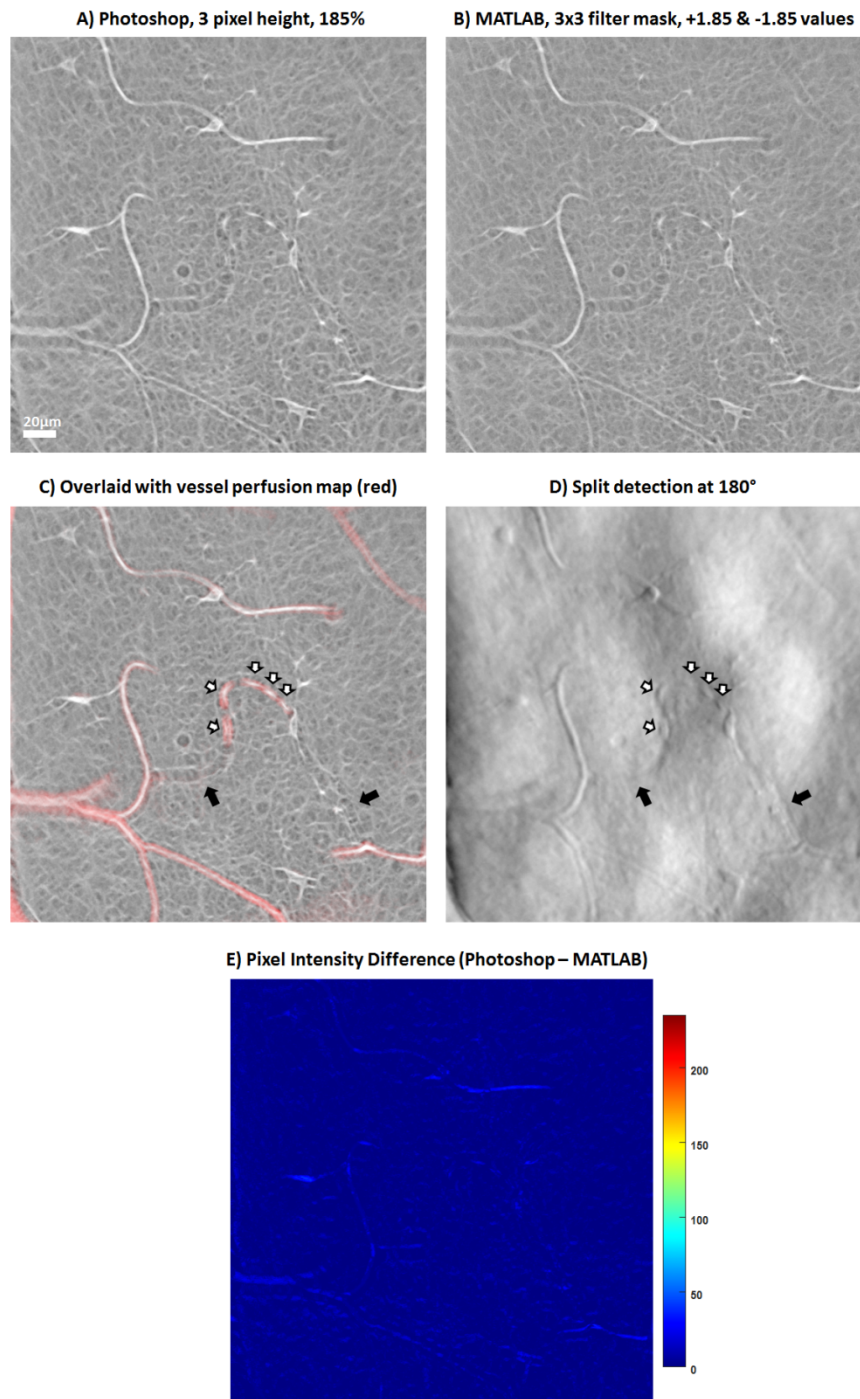 A) Photoshop, 3 pixel height, 185%
B) MATLAB, 3x3 filter mask, +1.85 & -1.85 values
20µm
C) Overlaid with vessel perfusion map (red)
D) Split detection at 180°
E) Pixel Intensity Difference (Photoshop – MATLAB)
200
150
100
50
0